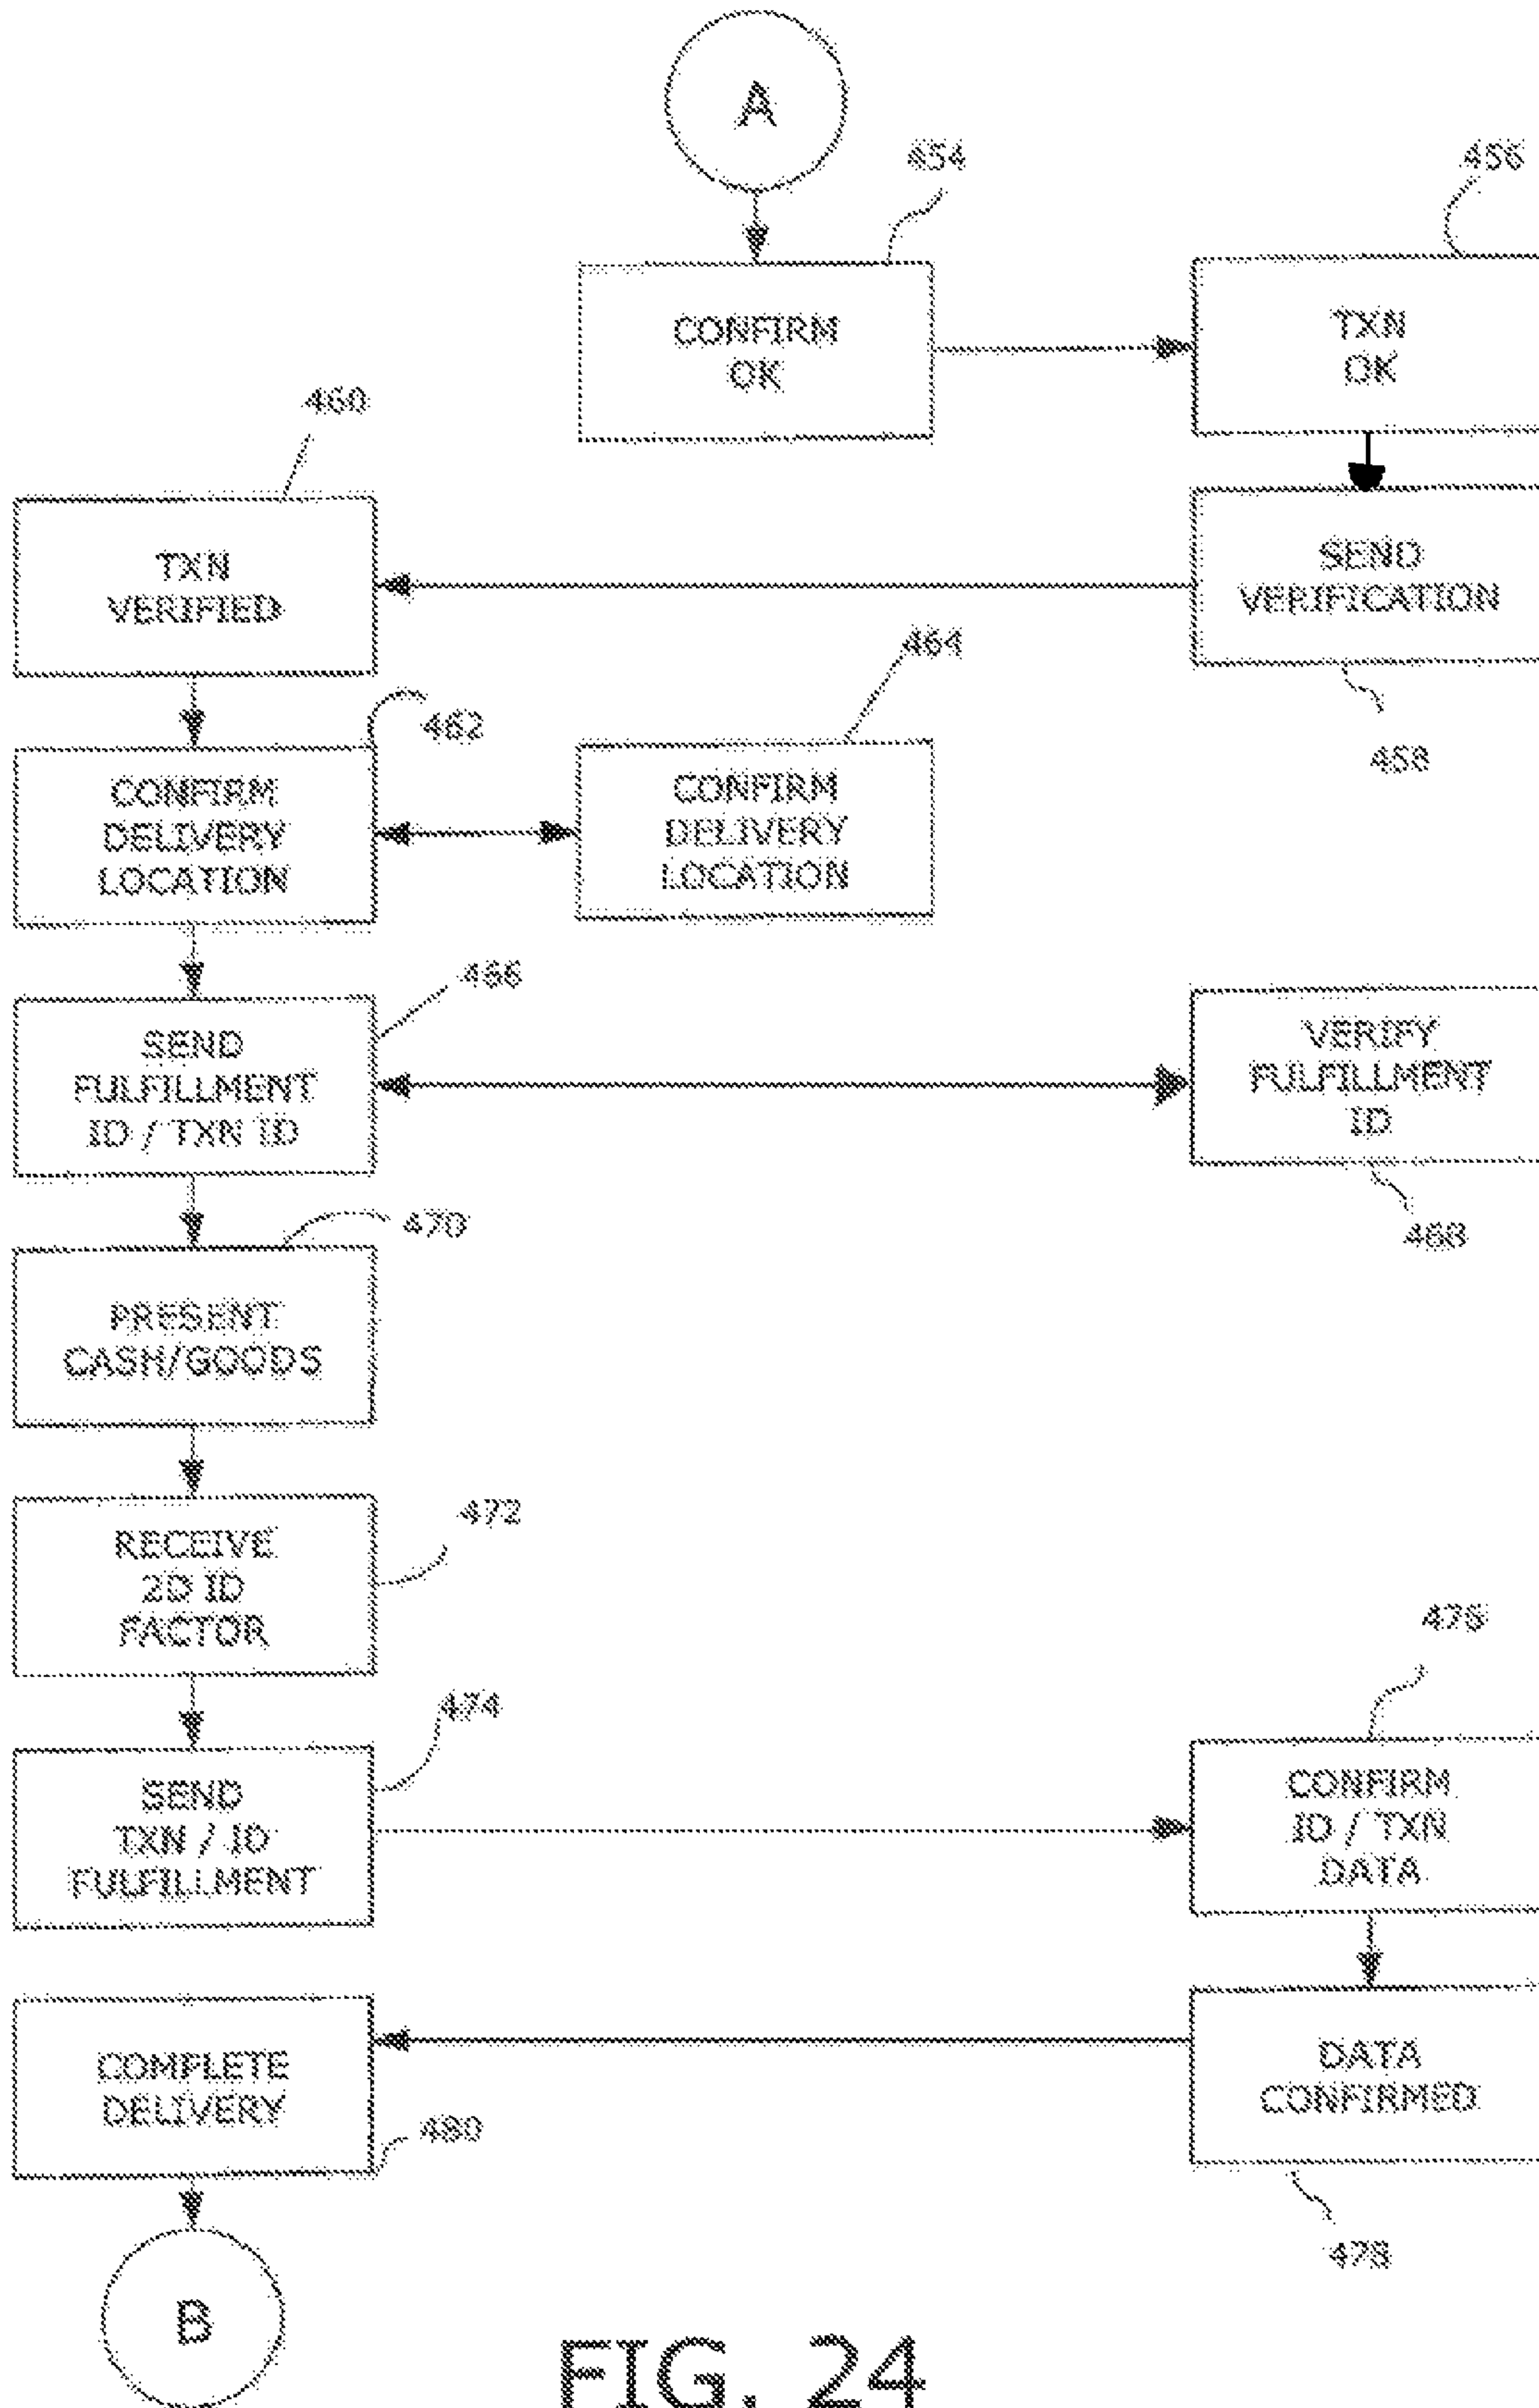 A
454
456
CONFIRM
OK
TXN
OK
460
TXN
VERIFIED
SEND
VERIFICATION
464
462
458
CONFIRM
DELIVERY
LOCATION
CONFIRM
DELIVERY
LOCATION
466
SEND
FULFILLMENT
ID / TXN ID
VERIFY
FULFILLMENT
ID
470
468
PRESENT
CASH/GOODS
472
RECEIVE
2D ID
FACTOR
476
474
SEND
TXN / ID
FULFILLMENT
CONFIRM
ID / TXN
DATA
COMPLETE
DELIVERY
DATA
CONFIRMED
480
478
B
FIG. 24